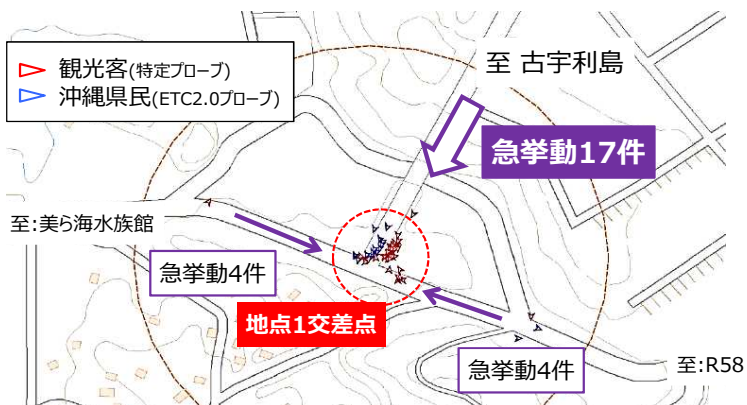 観光客(特定プローブ)
沖縄県民(ETC2.0プローブ)
至 古宇利島
急挙動17件
至:美ら海水族館
急挙動4件
地点1交差点
急挙動4件
至:R58